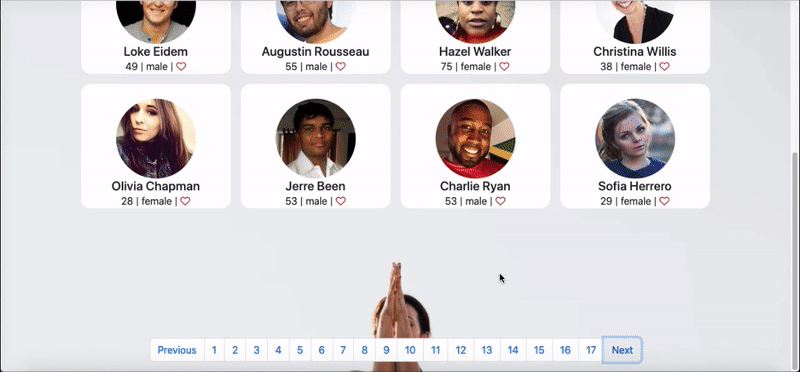 Loke Eidem
49 | male |
Augustin Rousseau
55 | male |
Hazel Walker
75 | female |
Christina Willis
38 | female |
Olivia Chapman
28 | female |
Jerre Been
53 | male |
Charlie Ryan
53 | male |
Sofia Herrero
29 | female |
Previous 1 2 3 4 5 6 7 8 9 10 11 12 13 14 15 16 17 Next